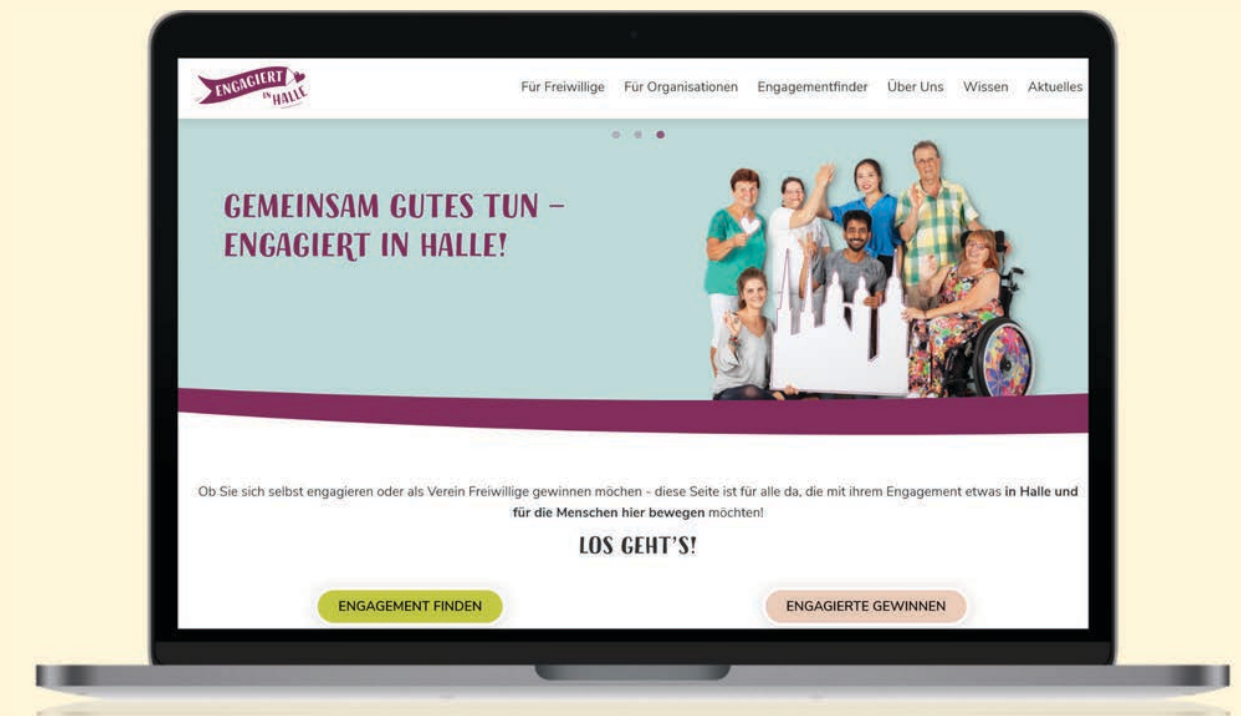 ENGAGIERT
IN HALLE
Für Freiwillige Für Organisationen Engagementfinder Über Uns Wissen Aktuelles
GEMEINSAM GUTES TUN –
ENGAGIERT IN HALLE!
Ob Sie sich selbst engagieren oder als Verein Freiwillige gewinnen möchen - diese Seite ist für alle da, die mit ihrem Engagement etwas in Halle und
für die Menschen hier bewegen möchten!
LOS GEHT'S!
ENGAGEMENT FINDEN ENGAGIERTE GEWINNEN